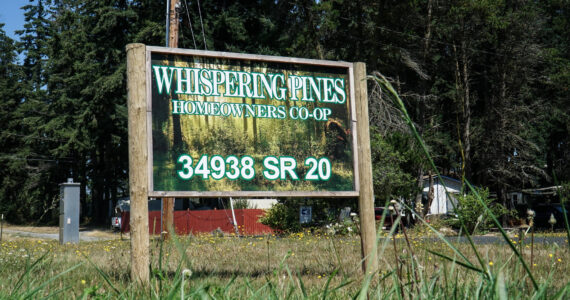 WHISPERING PINES
HOMEOWNERS CO-OP
34938 SR 20